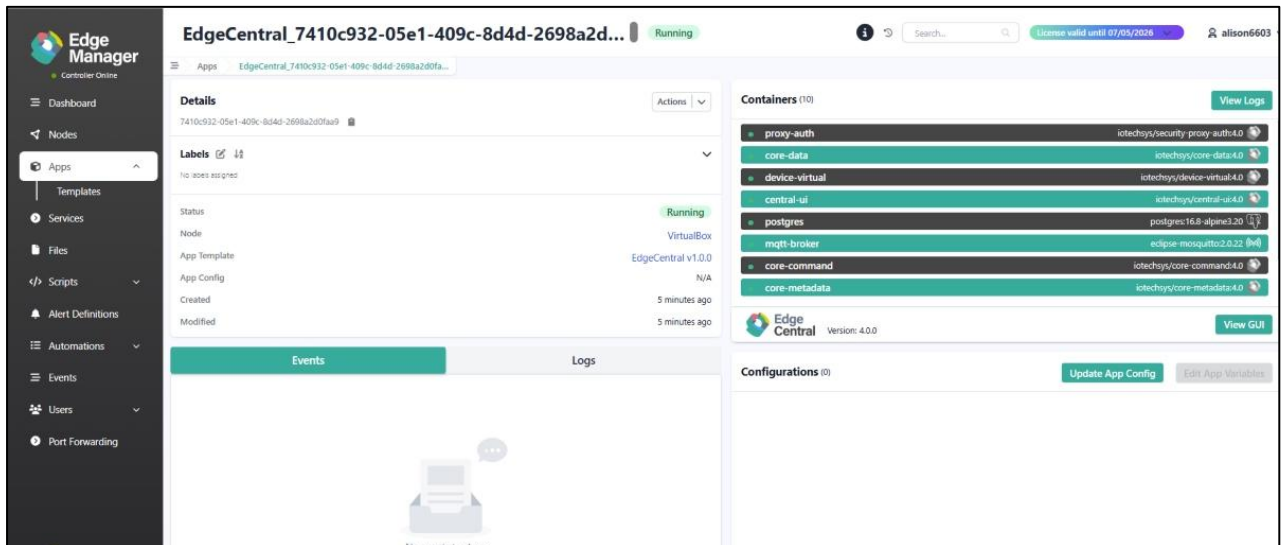 Edge Manager
Controller Online
Dashboard
Nodes
Apps
Templates
Services
Files
Scripts
Alert Definitions
Automations
Events
Users
Port Forwarding
EdgeCentral_7410c932-05e1-409c-8d4d-2698a2d... Running
Search...
License valid until 07/05/2026
alison6603
Apps EdgeCentral_7410c932-05e1-409c-8d4d-2698a2d0fa...
Details Actions
7410c932-05e1-409c-8d4d-2698a2d0faa9
Labels
No labels assigned
Status Running
Node VirtualBox
App Template EdgeCentral v1.0.0
App Config N/A
Created 5 minutes ago
Modified 5 minutes ago
Events Logs
Containers (10) View Logs
proxy-auth iotechsys/security-proxy-auth:4.0
core-data iotechsys/core-data:4.0
device-virtual iotechsys/device-virtual:4.0
central-ui iotechsys/central-ui:4.0
postgres postgres:16.8-alpine3.20
mqtt-broker eclipse-mosquitto:2.0.22
core-command iotechsys/core-command:4.0
core-metadata iotechsys/core-metadata:4.0
Edge Central Version: 4.0.0 View GUI
Configurations (0) Update App Config Edit App Variables